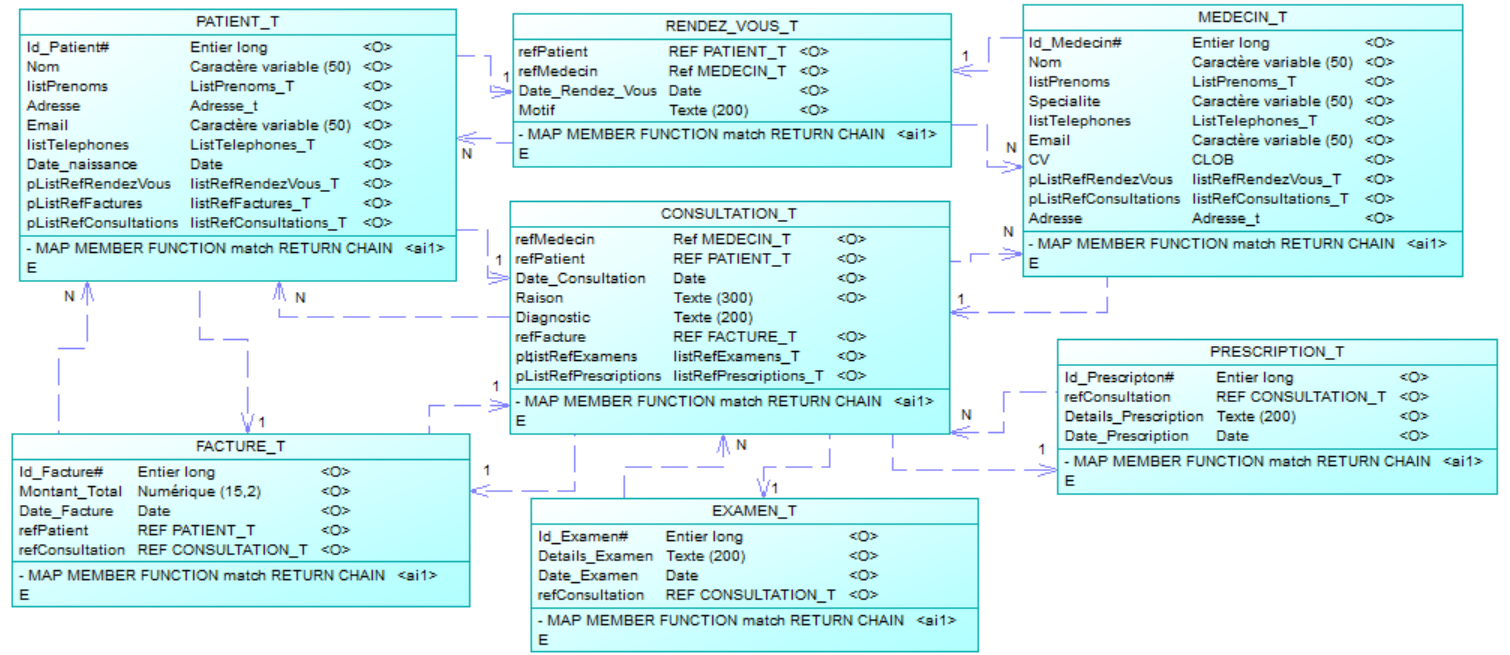 PATIENT_T
Id_Patient# Entier long <O>
Nom Caractère variable (50) <O>
listPrenoms ListPrenoms_T <O>
Adresse Adresse_t <O>
Email Caractère variable (50) <O>
listTelephones ListTelephones_T <O>
Date_naissance Date <O>
pListRefRendezVous listRefRendezVous_T <O>
pListRefFactures listRefFactures_T <O>
pListRefConsultations listRefConsultations_T <O>
- MAP MEMBER FUNCTION match RETURN CHAIN <ai1>
E
RENDEZ_VOUS_T
refPatient REF PATIENT_T <O>
refMedecin Ref MEDECIN_T <O>
Date_Rendez_Vous Date <O>
Motif Texte (200) <O>
- MAP MEMBER FUNCTION match RETURN CHAIN <ai1>
E
MEDECIN_T
Id_Medecin# Entier long <O>
Nom Caractère variable (50) <O>
listPrenoms ListPrenoms_T <O>
Specialite Caractère variable (50) <O>
listTelephones ListTelephones_T <O>
Email Caractère variable (50) <O>
CV CLOB <O>
pListRefRendezVous listRefRendezVous_T <O>
pListRefConsultations listRefConsultations_T <O>
Adresse Adresse_t <O>
- MAP MEMBER FUNCTION match RETURN CHAIN <ai1>
E
1
N
1
N
CONSULTATION_T
refMedecin Ref MEDECIN_T <O>
refPatient REF PATIENT_T <O>
Date_Consultation Date <O>
Raison Texte (300) <O>
Diagnostic Texte (200)
refFacture REF FACTURE_T <O>
pListRefExamens listRefExamens_T <O>
pListRefPrescriptions listRefPrescriptions_T <O>
- MAP MEMBER FUNCTION match RETURN CHAIN <ai1>
E
1
N
N
1
N
PRESCRIPTION_T
Id_Prescripton# Entier long <O>
refConsultation REF CONSULTATION_T <O>
Details_Prescription Texte (200) <O>
Date_Prescription Date <O>
- MAP MEMBER FUNCTION match RETURN CHAIN <ai1>
E
1
N
1
1
N
1
1
FACTURE_T
Id_Facture# Entier long <O>
Montant_Total Numérique (15,2) <O>
Date_Facture Date <O>
refPatient REF PATIENT_T <O>
refConsultation REF CONSULTATION_T <O>
- MAP MEMBER FUNCTION match RETURN CHAIN <ai1>
E
EXAMEN_T
Id_Examen# Entier long <O>
Details_Examen Texte (200) <O>
Date_Examen Date <O>
refConsultation REF CONSULTATION_T <O>
- MAP MEMBER FUNCTION match RETURN CHAIN <ai1>
E